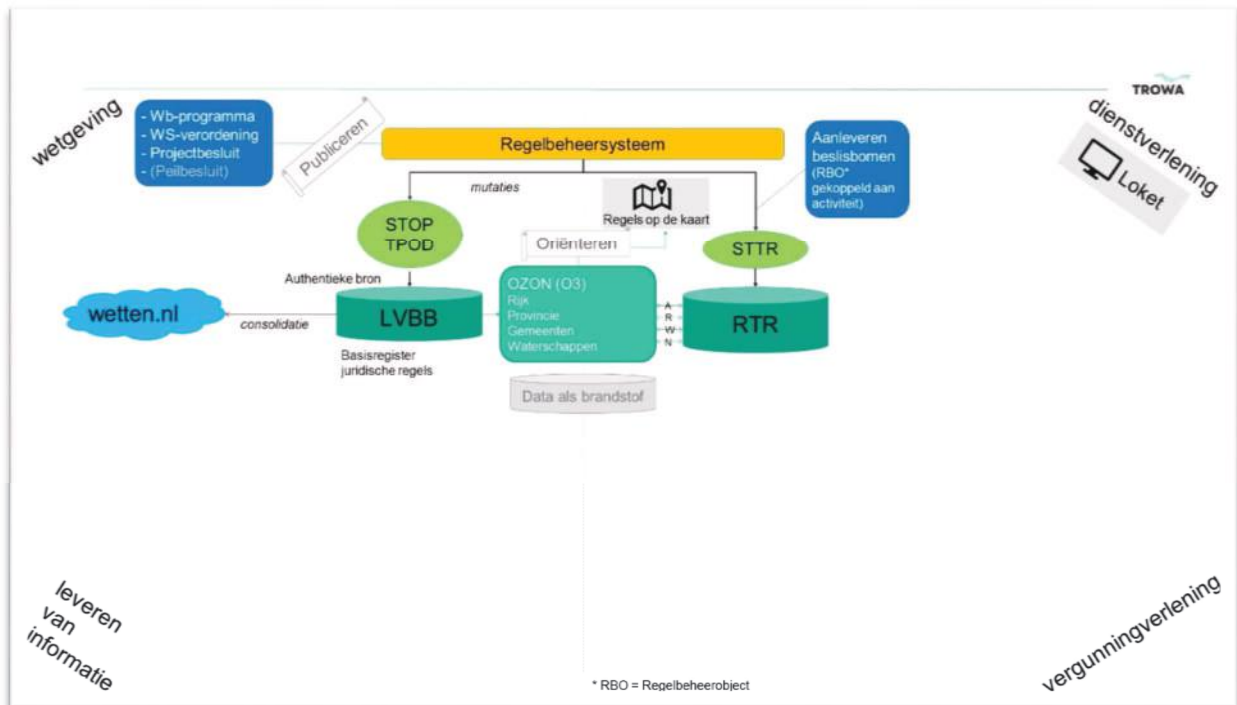 TROWA
wetgeving
- Wb-programma
- WS-verordening
- Projectbesluit
- (Peilbesluit)
Publiceren
Regelbeheersysteem
Aanleveren
beslisbomen
(RBO*
gekoppeld aan
activiteit)
dienstverlening
Loket
mutaties
Regels op de kaart
STOP
TPOD
Oriënteren
STTR
Authentieke bron
OZON (O3)
Rijk
Provincie
Gemeenten
Waterschappen
A
R
W
N
wetten.nl
consolidatie
LVBB
RTR
Basisregister
juridische regels
Data als brandstof
leveren
van
informatie
vergunningverlening
* RBO = Regelbeheerobject